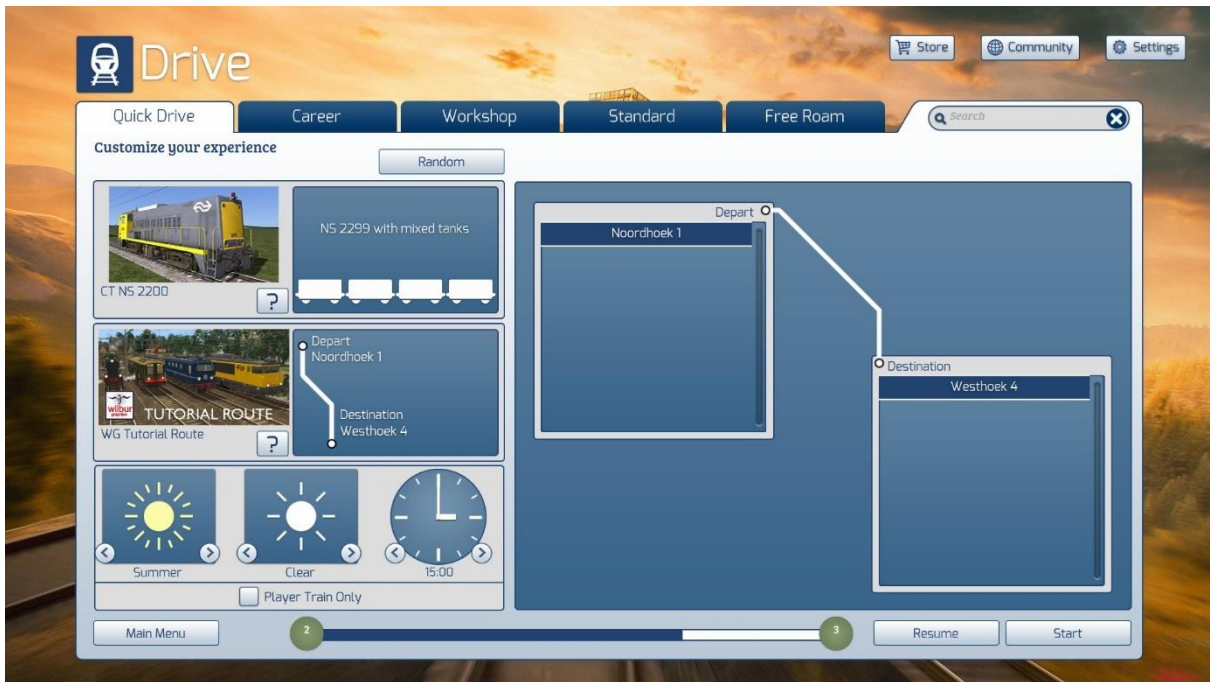 Drive
Store
Community
Settings
Quick Drive
Career
Workshop
Standard
Free Roam
Search
Customize your experience
Random
NS 2299 with mixed tanks
CT NS 2200
?
Depart
Noordhoek 1
Destination
Westhoek 4
wilbur
graphics
TUTORIAL ROUTE
WG Tutorial Route
?
Summer
Clear
15:00
Player Train Only
Depart
Noordhoek 1
Destination
Westhoek 4
Main Menu
2
3
Resume
Start